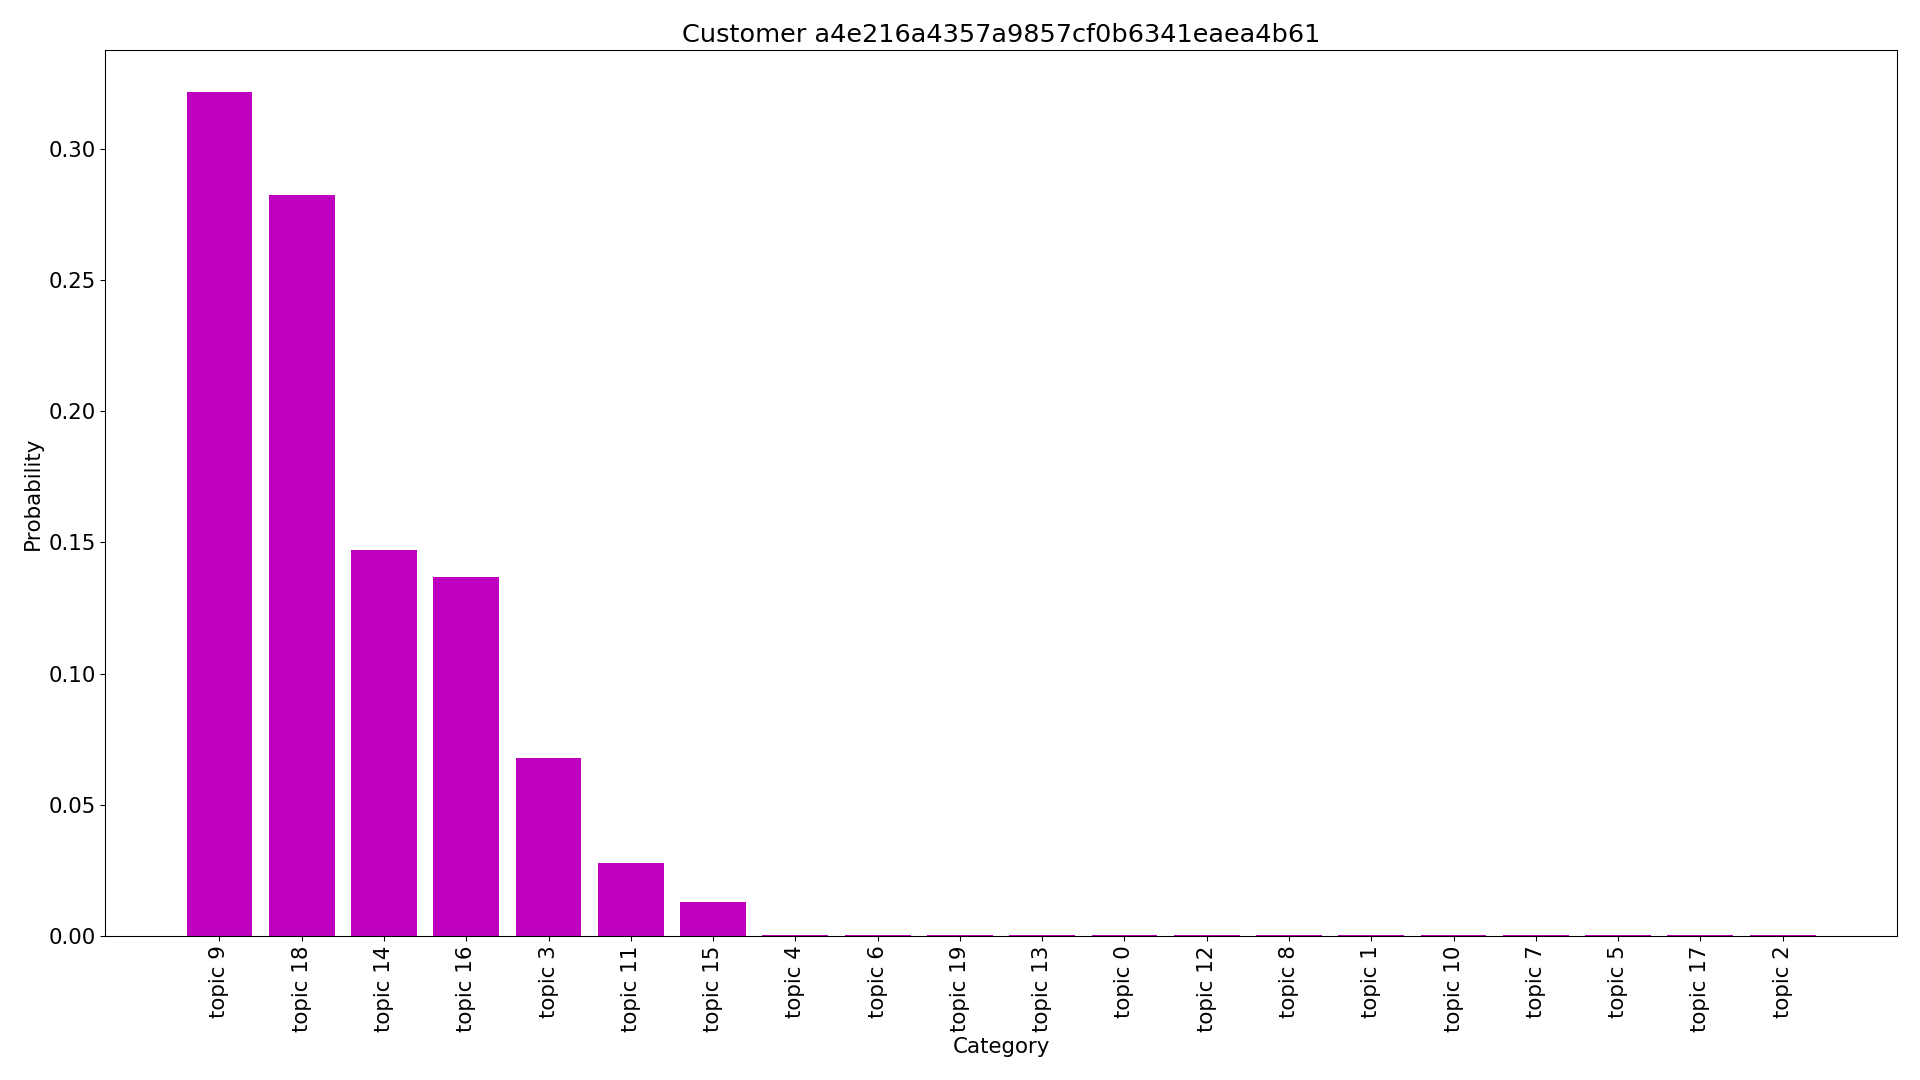 Customer a4e216a4357a9857cf0b6341eaea4b61
Probability
0.30
0.25
0.20
0.15
0.10
0.05
0.00
topic 9
topic 18
topic 14
topic 16
topic 3
topic 11
topic 15
topic 4
topic 6
topic 19
topic 13
topic 0
topic 12
topic 8
topic 1
topic 10
topic 7
topic 5
topic 17
topic 2
Category